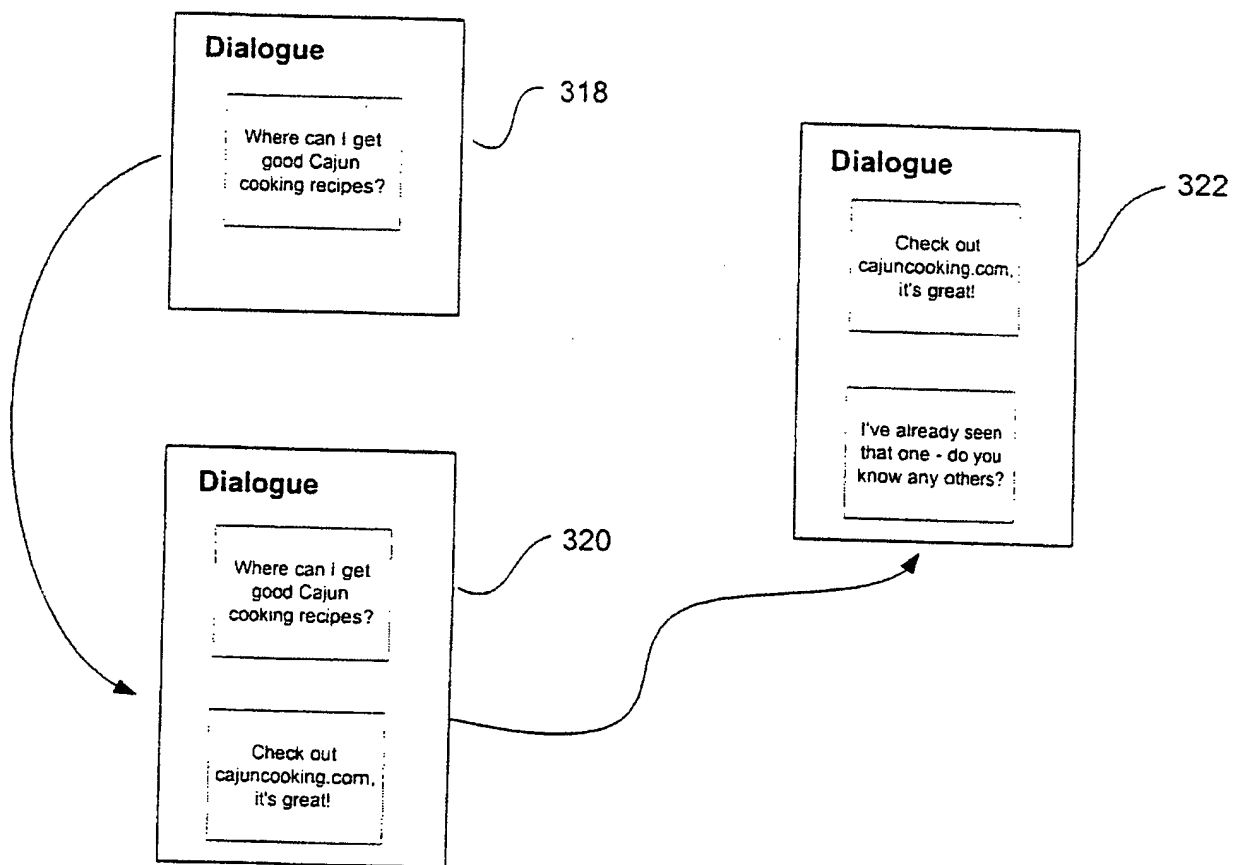 Dialogue
Where can I get
good Cajun
cooking recipes?
318
Dialogue
Where can I get
good Cajun
cooking recipes?
Check out
cajuncooking.com,
it's great!
320
Dialogue
Check out
cajuncooking.com,
it's great!
I've already seen
that one - do you
know any others?
322